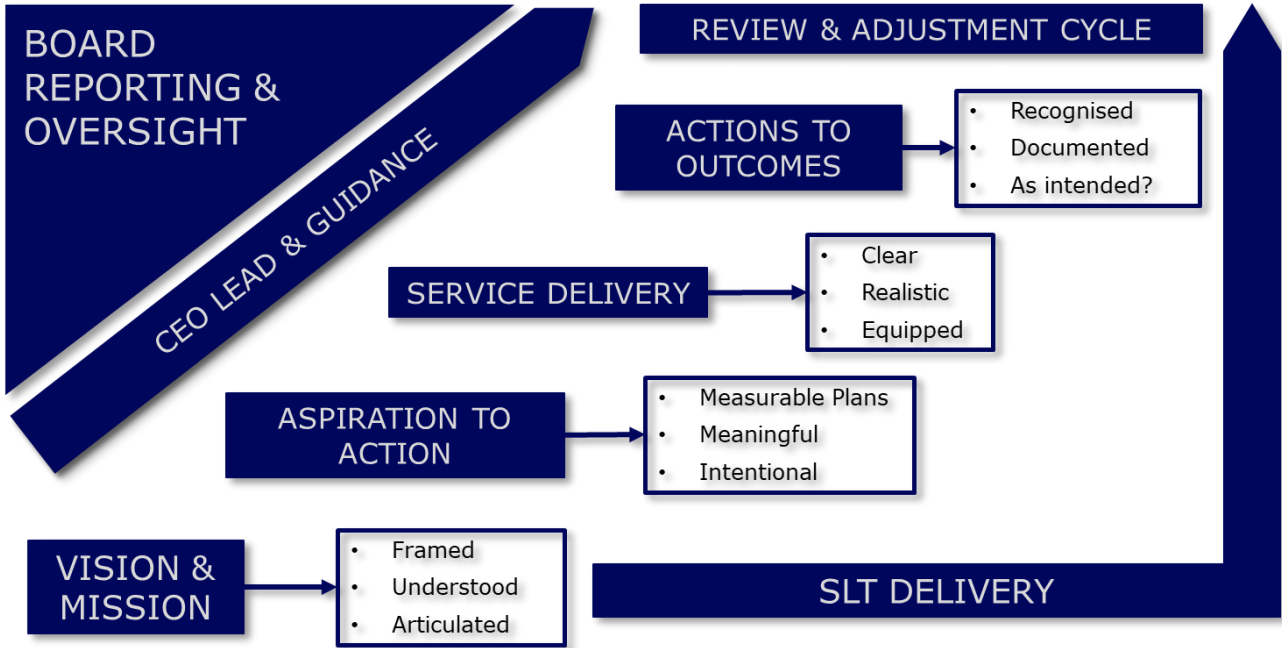 BOARD
REPORTING &
OVERSIGHT
CEO LEAD & GUIDANCE
REVIEW & ADJUSTMENT CYCLE
ACTIONS TO
OUTCOMES
• Recognised
• Documented
• As intended?
SERVICE DELIVERY
• Clear
• Realistic
• Equipped
ASPIRATION TO
ACTION
• Measurable Plans
• Meaningful
• Intentional
VISION &
MISSION
• Framed
• Understood
• Articulated
SLT DELIVERY